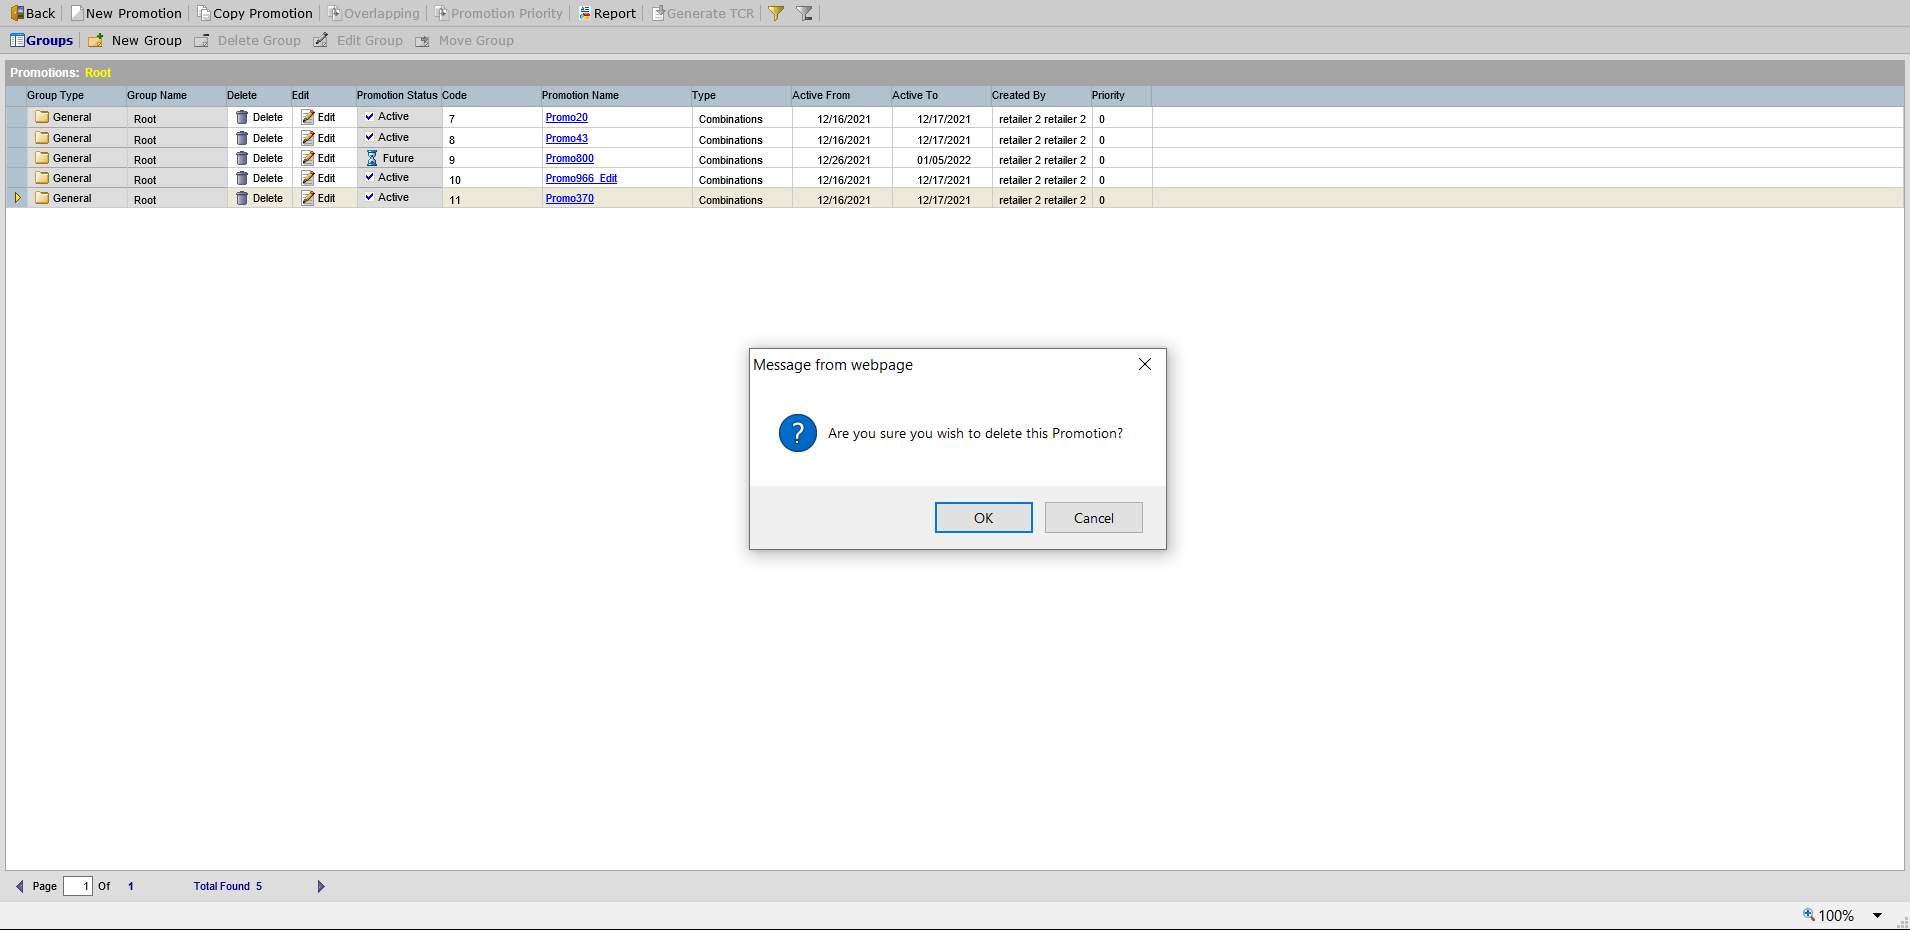 Back New Promotion Copy Promotion Overlapping Promotion Priority Report Generate TCR
Groups New Group Delete Group Edit Group Move Group
Promotions: Root
Group Type Group Name Delete Edit Promotion Status Code Promotion Name Type Active From Active To Created By Priority
General Root Delete Edit Active 7 Promo20 Combinations 12/16/2021 12/17/2021 retailer 2 retailer 2 0
General Root Delete Edit Active 8 Promo43 Combinations 12/16/2021 12/17/2021 retailer 2 retailer 2 0
General Root Delete Edit Future 9 Promo800 Combinations 12/26/2021 01/05/2022 retailer 2 retailer 2 0
General Root Delete Edit Active 10 Promo966_Edit Combinations 12/16/2021 12/17/2021 retailer 2 retailer 2 0
General Root Delete Edit Active 11 Promo370 Combinations 12/16/2021 12/17/2021 retailer 2 retailer 2 0
Message from webpage
? Are you sure you wish to delete this Promotion?
OK Cancel
Page 1 Of 1 Total Found 5
100%